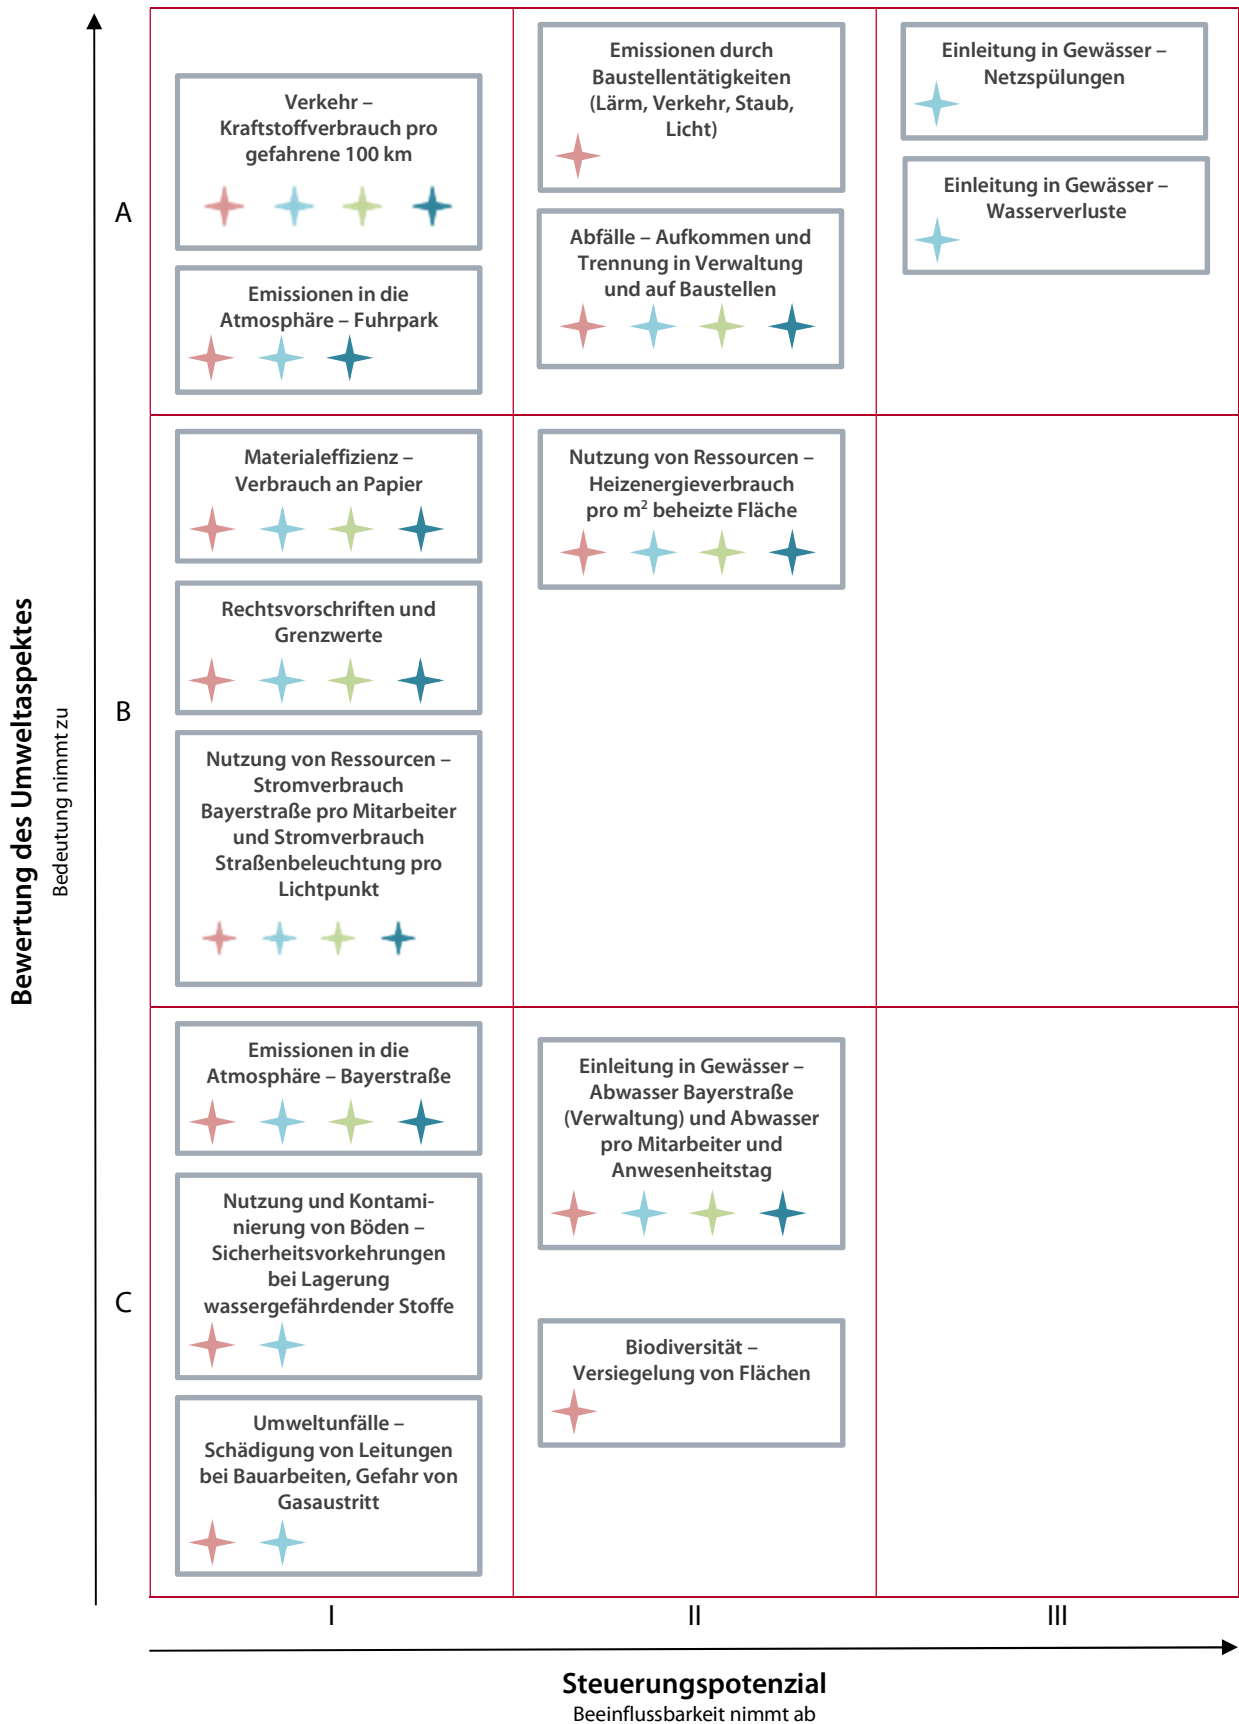 Bewertung des Umweltaspektes
Bedeutung nimmt zu
A
Verkehr –
Kraftstoffverbrauch pro
gefahrene 100 km
Emissionen in die
Atmosphäre – Fuhrpark
Emissionen durch
Baustellentätigkeiten
(Lärm, Verkehr, Staub,
Licht)
Abfälle – Aufkommen und
Trennung in Verwaltung
und auf Baustellen
Einleitung in Gewässer –
Netzspülungen
Einleitung in Gewässer –
Wasserverluste
B
Materialeffizienz –
Verbrauch an Papier
Rechtsvorschriften und
Grenzwerte
Nutzung von Ressourcen –
Stromverbrauch
Bayerstraße pro Mitarbeiter
und Stromverbrauch
Straßenbeleuchtung pro
Lichtpunkt
Nutzung von Ressourcen –
Heizenergieverbrauch
pro m² beheizte Fläche
C
Emissionen in die
Atmosphäre – Bayerstraße
Nutzung und Kontami-
nierung von Böden –
Sicherheitsvorkehrungen
bei Lagerung
wassergefährdender Stoffe
Umweltunfälle –
Schädigung von Leitungen
bei Bauarbeiten, Gefahr von
Gasaustritt
Einleitung in Gewässer –
Abwasser Bayerstraße
(Verwaltung) und Abwasser
pro Mitarbeiter und
Anwesenheitstag
Biodiversität –
Versiegelung von Flächen
I
II
III
Steuerungspotenzial
Beeinflussbarkeit nimmt ab